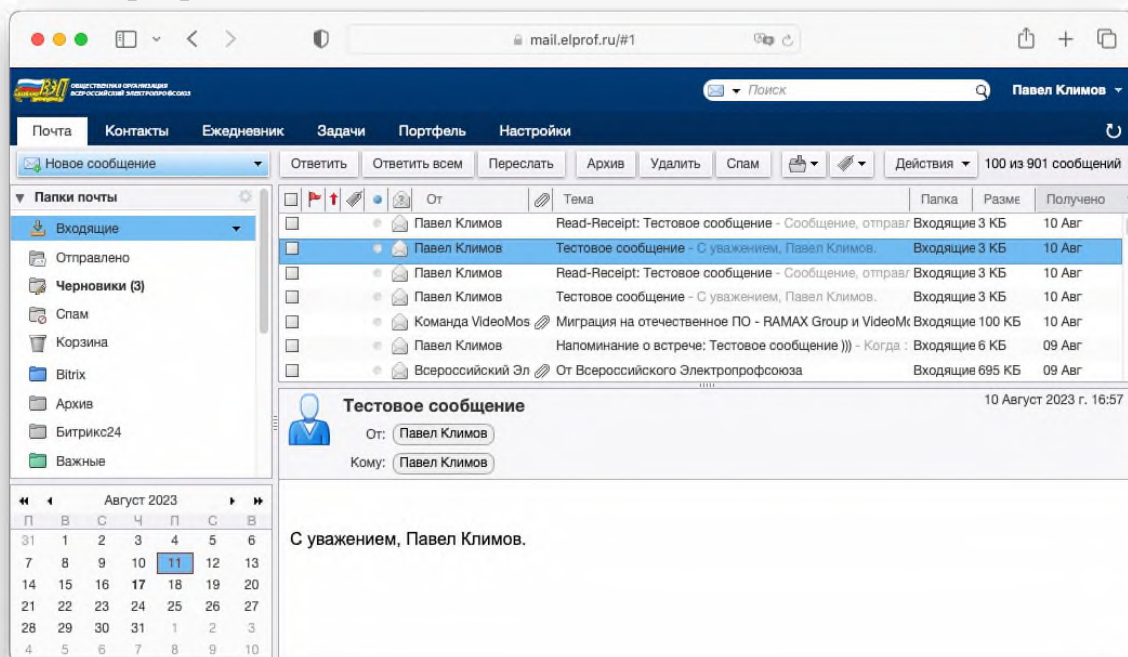 mail.elprof.ru/#1
ВЭП ОБЩЕСТВЕННАЯ ОРГАНИЗАЦИЯ
ВСЕРОССИЙСКИЙ ЭЛЕКТРОПРОФСОЮЗ
Поиск
Павел Климов
Почта Контакты Ежедневник Задачи Портфель Настройки
Новое сообщение Ответить Ответить всем Переслать Архив Удалить Спам Действия 100 из 901 сообщений
Папки почты
Входящие
Отправлено
Черновики (3)
Спам
Корзина
Bitrix
Архив
Битрикс24
Важные
От Тема Папка Разме Получено
Павел Климов Read-Receipt: Тестовое сообщение - Сообщение, отправл Входящие 3 КБ 10 Авг
Павел Климов Тестовое сообщение - С уважением, Павел Климов. Входящие 3 КБ 10 Авг
Павел Климов Read-Receipt: Тестовое сообщение - Сообщение, отправл Входящие 3 КБ 10 Авг
Павел Климов Тестовое сообщение - С уважением, Павел Климов. Входящие 3 КБ 10 Авг
Команда VideoMos Миграция на отечественное ПО - RAMAX Group и VideoMo Входящие 100 КБ 10 Авг
Павел Климов Напоминание о встрече: Тестовое сообщение ))) - Когда : Входящие 6 КБ 09 Авг
Всероссийский Эл От Всероссийского Электропрофсоюза Входящие 695 КБ 09 Авг
Тестовое сообщение 10 Август 2023 г. 16:57
От: Павел Климов
Кому: Павел Климов
С уважением, Павел Климов.
Август 2023
П В С Ч П С В
31 1 2 3 4 5 6
7 8 9 10 11 12 13
14 15 16 17 18 19 20
21 22 23 24 25 26 27
28 29 30 31 1 2 3
4 5 6 7 8 9 10